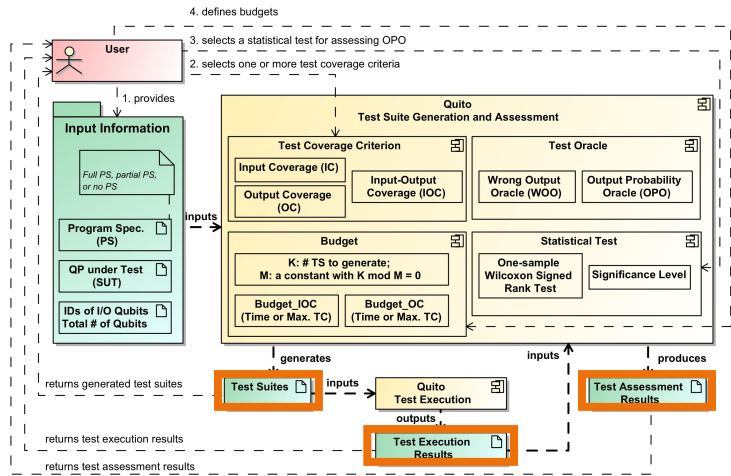 4. defines budgets
3. selects a statistical test for assessing OPO
User
2. selects one or more test coverage criteria
1. provides
Input Information
Full PS, partial PS,
or no PS
Program Spec.
(PS)
QP under Test
(SUT)
IDs of I/O Qubits
Total # of Qubits
inputs
Quito
Test Suite Generation and Assessment
Test Coverage Criterion
Input Coverage (IC)
Output Coverage
(OC)
Input-Output
Coverage (IOC)
Test Oracle
Wrong Output
Oracle (WOO)
Output Probability
Oracle (OPO)
Budget
K: # TS to generate;
M: a constant with K mod M = 0
Budget_IOC
(Time or Max. TC)
Budget_OC
(Time or Max. TC)
Statistical Test
One-sample
Wilcoxon Signed
Rank Test
Significance Level
generates
inputs
produces
Test Suites
inputs
Quito
Test Execution
Test Assessment
Results
returns generated test suites
outputs
Test Execution
Results
returns test execution results
returns test assessment results